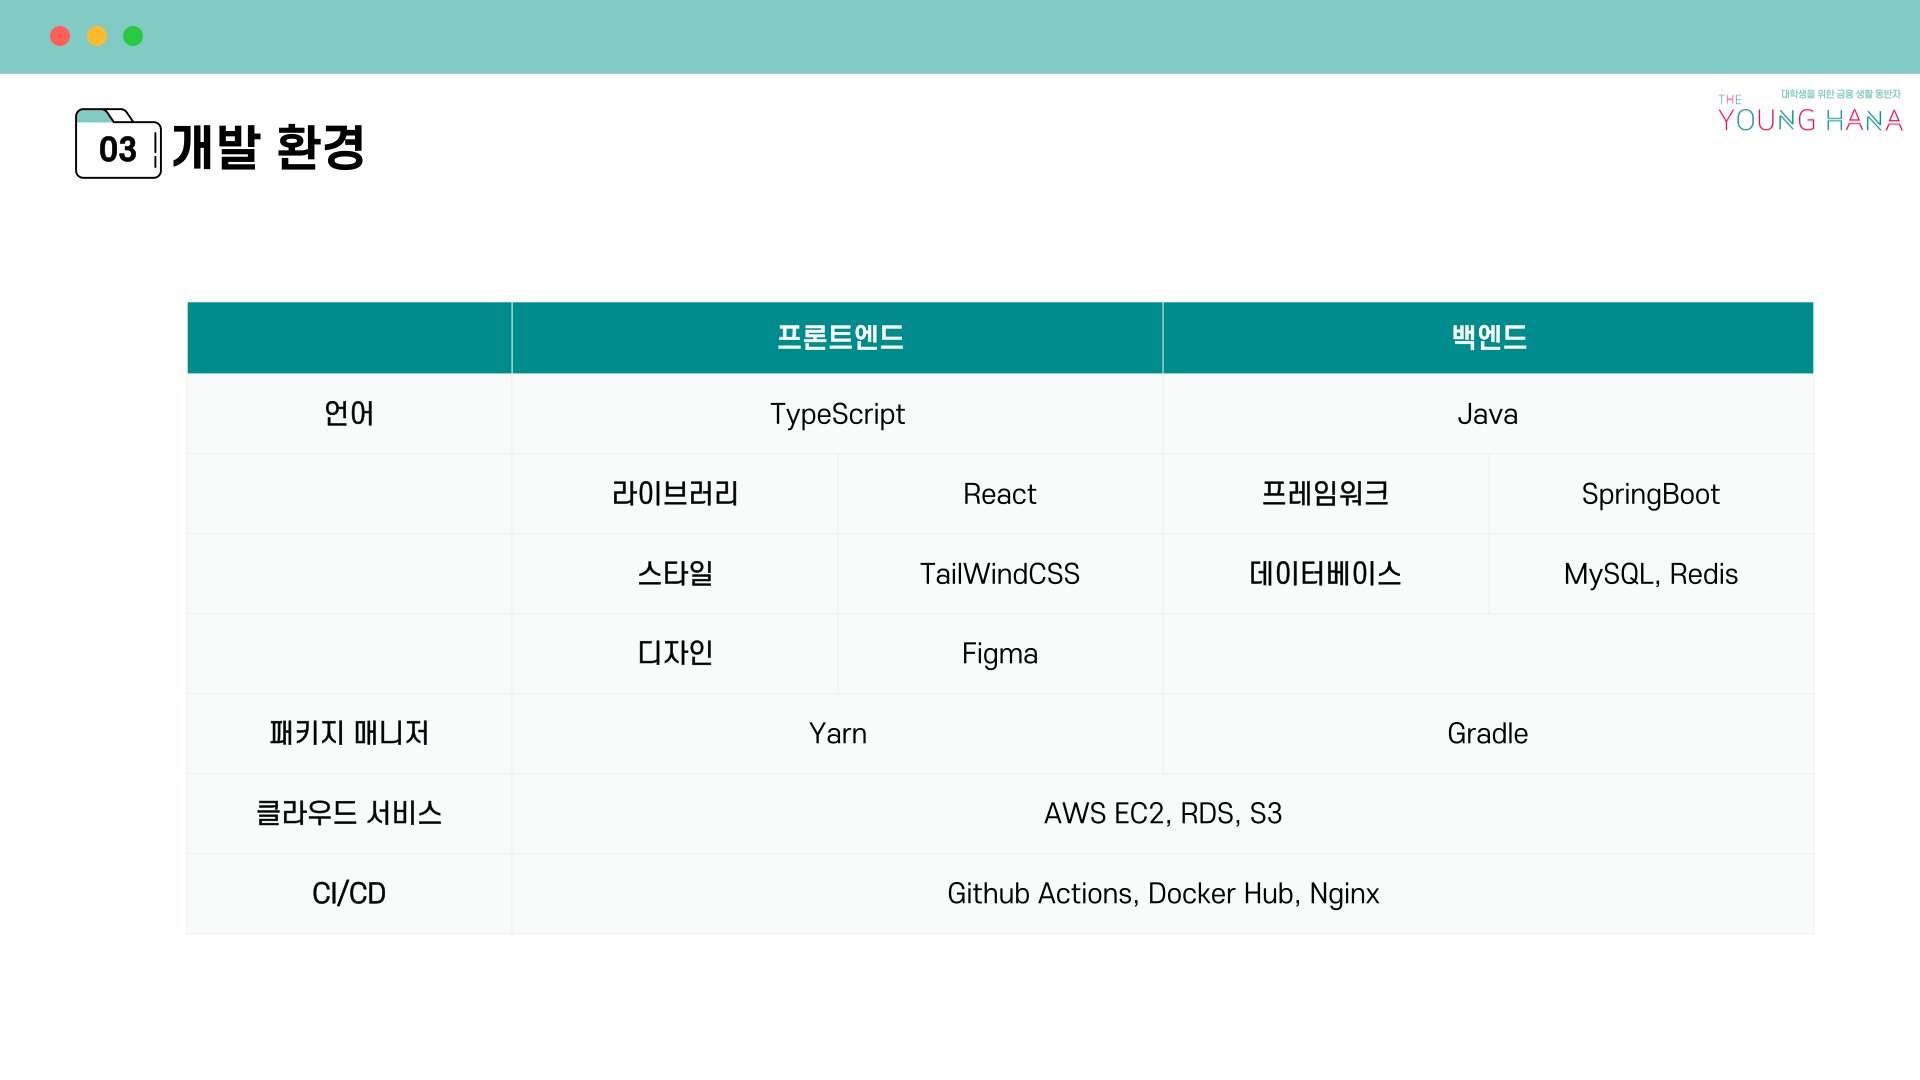 대학생을 위한 금융 생활 동반자
THE
YOUNG HANA
03 개발 환경
프론트엔드 백엔드
언어 TypeScript Java
라이브러리 React 프레임워크 SpringBoot
스타일 TailWindCSS 데이터베이스 MySQL, Redis
디자인 Figma
패키지 매니저 Yarn Gradle
클라우드 서비스 AWS EC2, RDS, S3
CI/CD Github Actions, Docker Hub, Nginx